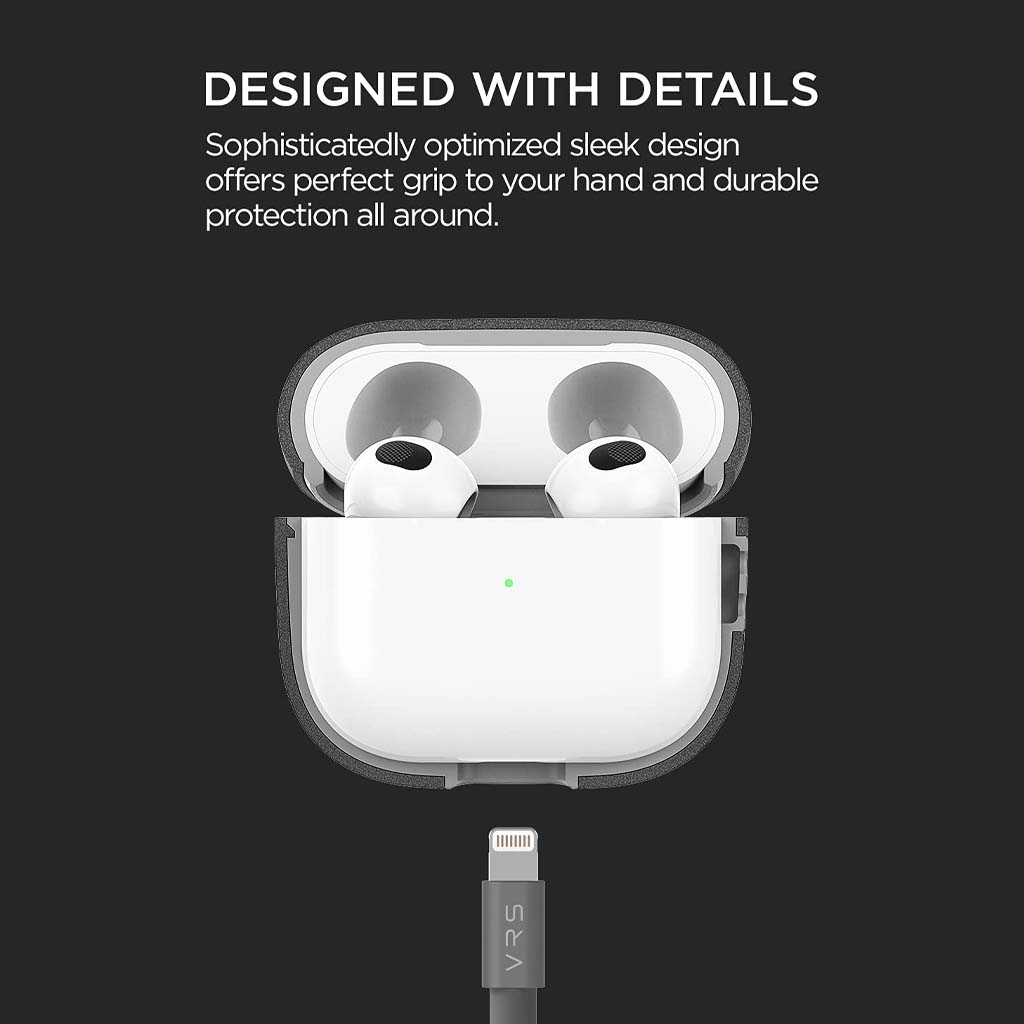 DESIGNED WITH DETAILS
Sophisticatedly optimized sleek design
offers perfect grip to your hand and durable
protection all around.
VRS